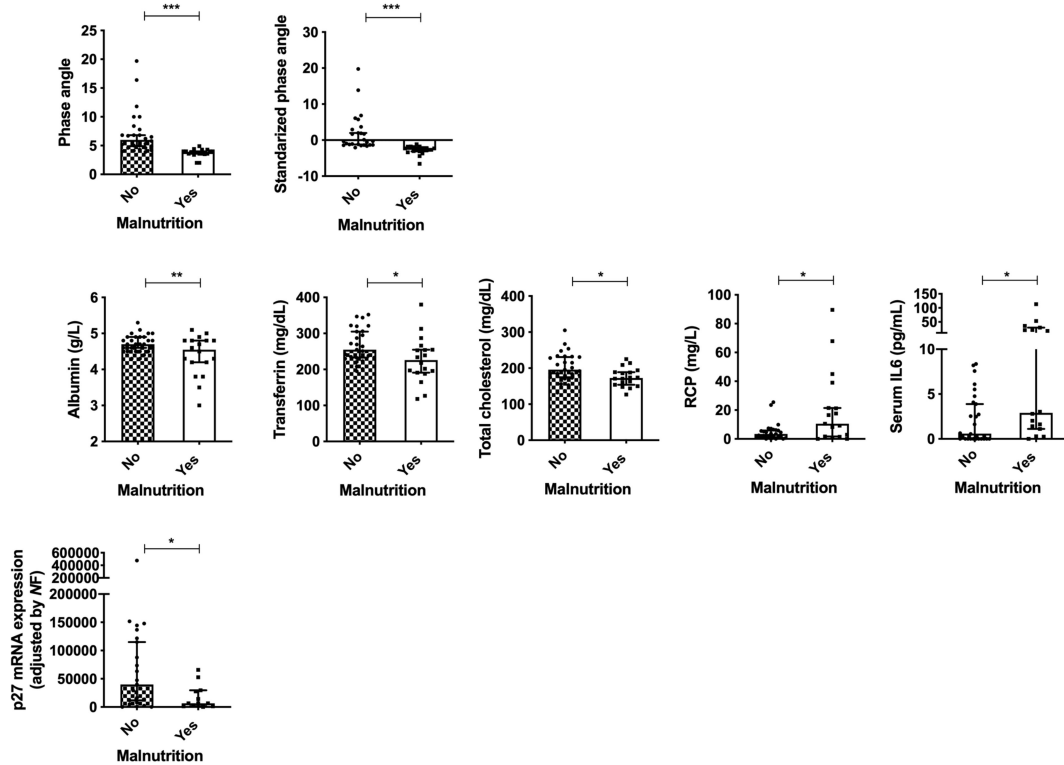 ***
Phase angle
25
20
15
10
5
0
No
Yes
Malnutrition
***
Standarized phase angle
30
20
10
0
-10
No
Yes
Malnutrition
**
Albumin (g/L)
6
5
4
3
2
No
Yes
Malnutrition
*
Transferrin (mg/dL)
400
300
200
100
0
No
Yes
Malnutrition
*
Total cholesterol (mg/dL)
400
300
200
100
0
No
Yes
Malnutrition
*
RCP (mg/L)
100
80
60
40
20
0
No
Yes
Malnutrition
*
Serum IL6 (pg/mL)
150
100
50
10
5
0
No
Yes
Malnutrition
*
p27 mRNA expression
(adjusted by NF)
600000
400000
200000
200000
150000
100000
50000
0
No
Yes
Malnutrition